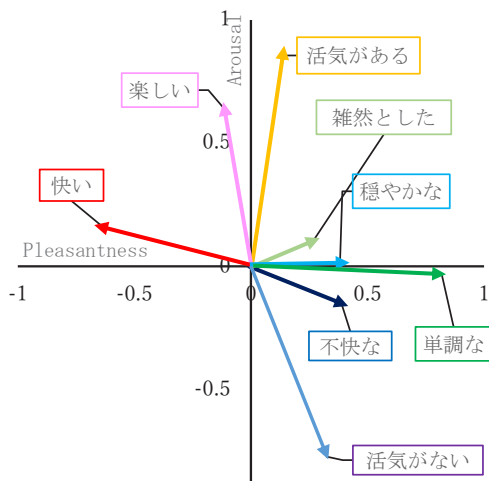 1
Arousal
活気がある
楽しい
雑然とした
0.5
快い
穏やかな
Pleasantness
0
-1
-0.5
0
0.5
1
不快な
単調な
-0.5
活気がない